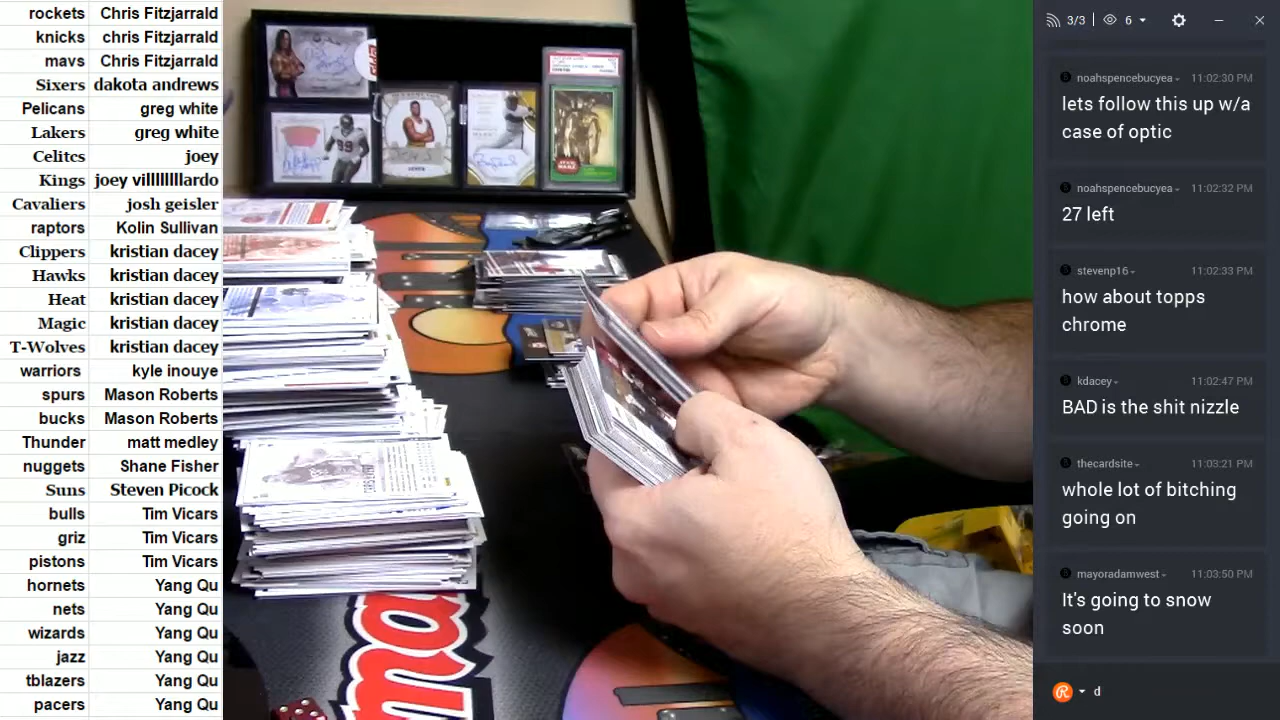 rockets Chris Fitzjarrald
knicks chris Fitzjarrald
mavs Chris Fitzjarrald
Sixers dakota andrews
Pelicans greg white
Lakers greg white
Celitcs joey
Kings joey villlllllllardo
Cavaliers josh geisler
raptors Kolin Sullivan
Clippers kristian dacey
Hawks kristian dacey
Heat kristian dacey
Magic kristian dacey
T-Wolves kristian dacey
warriors kyle inouye
spurs Mason Roberts
bucks Mason Roberts
Thunder matt medley
nuggets Shane Fisher
Suns Steven Picock
bulls Tim Vicars
griz Tim Vicars
pistons Tim Vicars
hornets Yang Qu
nets Yang Qu
wizards Yang Qu
jazz Yang Qu
tblazers Yang Qu
pacers Yang Qu
3/3 6
noahspencebucyea 11:02:30 PM
lets follow this up w/a
case of optic
noahspencebucyea 11:02:32 PM
27 left
stevenp16 11:02:33 PM
how about topps
chrome
kdacey 11:02:47 PM
BAD is the shit nizzle
thecardsite 11:03:21 PM
whole lot of bitching
going on
mayoradamwest 11:03:50 PM
It's going to snow
soon
d